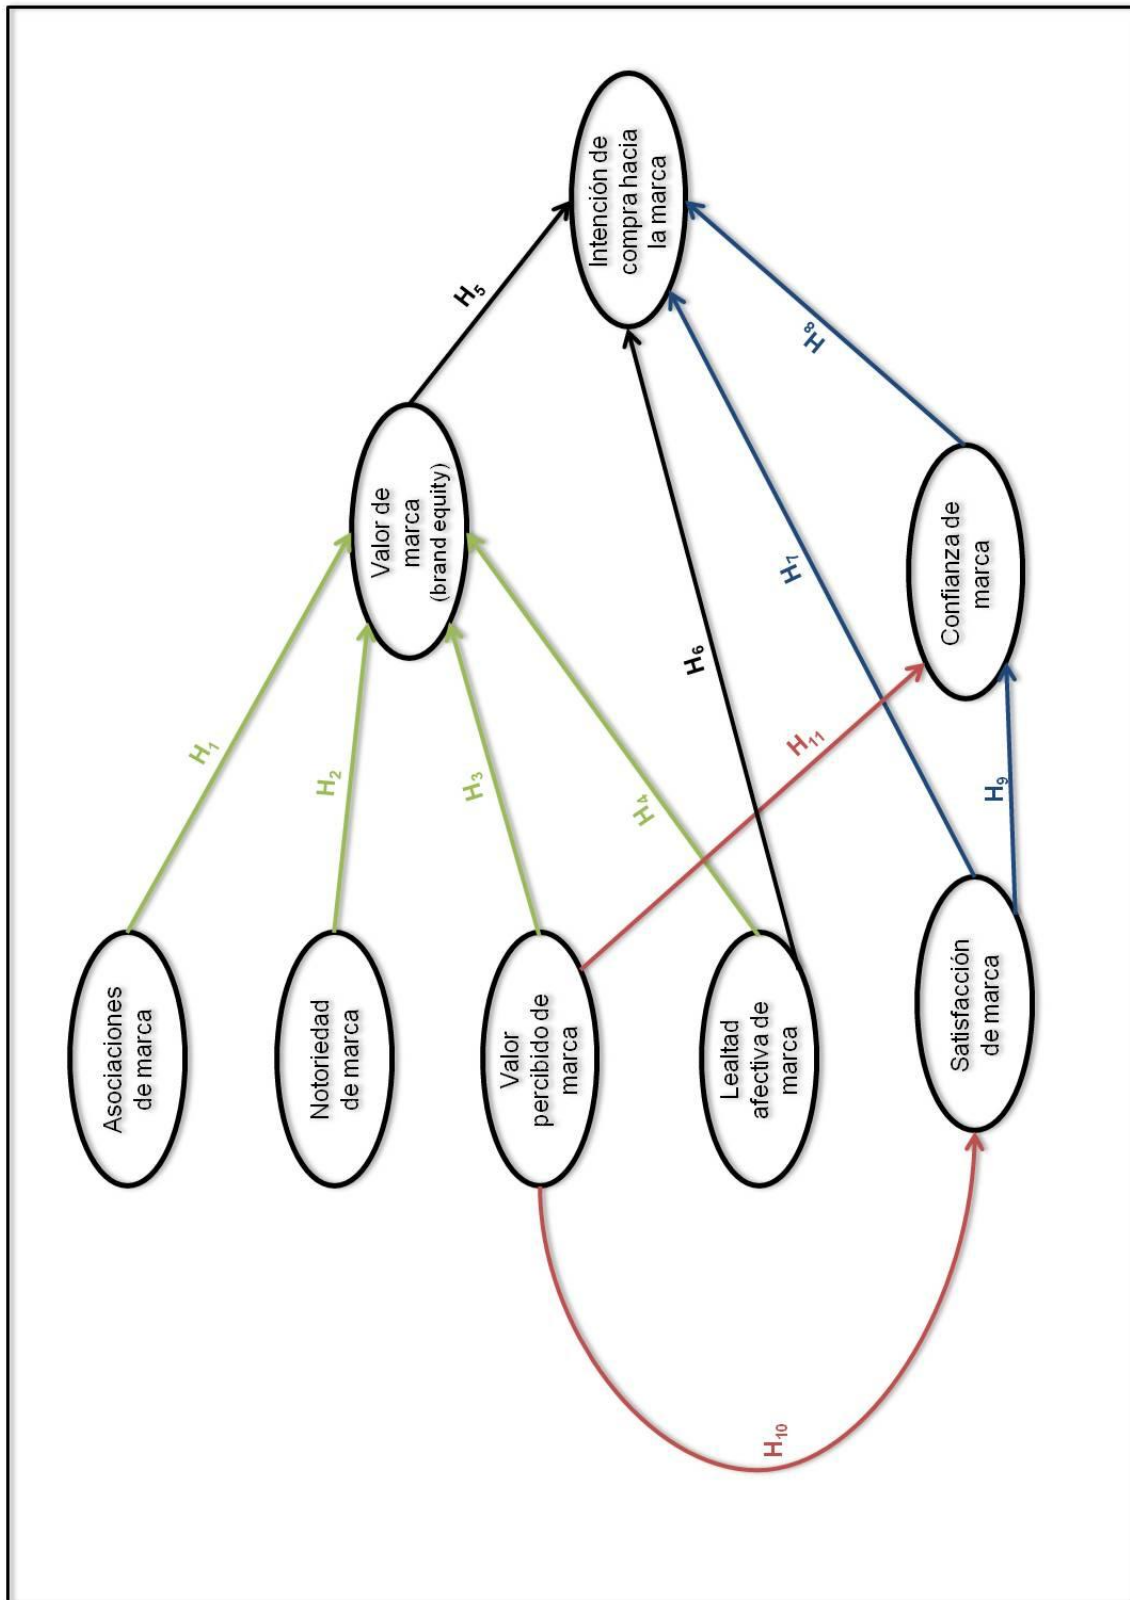 Asociaciones
de marca
Notoriedad
de marca
Valor
percibido de
marca
Lealtad
afectiva de
marca
Satisfacción
de marca
Valor de
marca
(brand equity)
Confianza de
marca
Intención de
compra hacia
la marca
H1
H2
H3
H4
H5
H6
H7
H8
H9
H10
H11